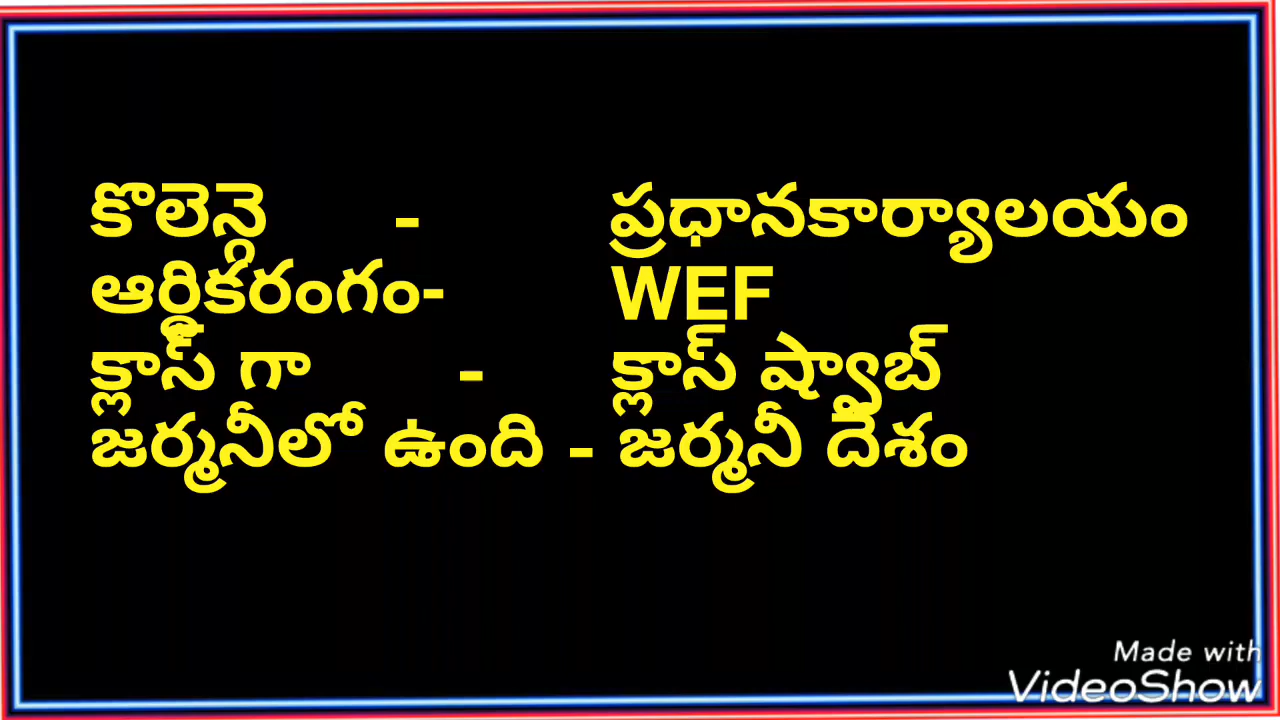 కొలెన్గె - ప్రధానకార్యాలయం
ఆర్థికరంగం- WEF
క్లాస్ గా - క్లాస్ ష్వాబ్
జర్మనీలో ఉంది - జర్మనీ దేశం
Made with
VideoShow